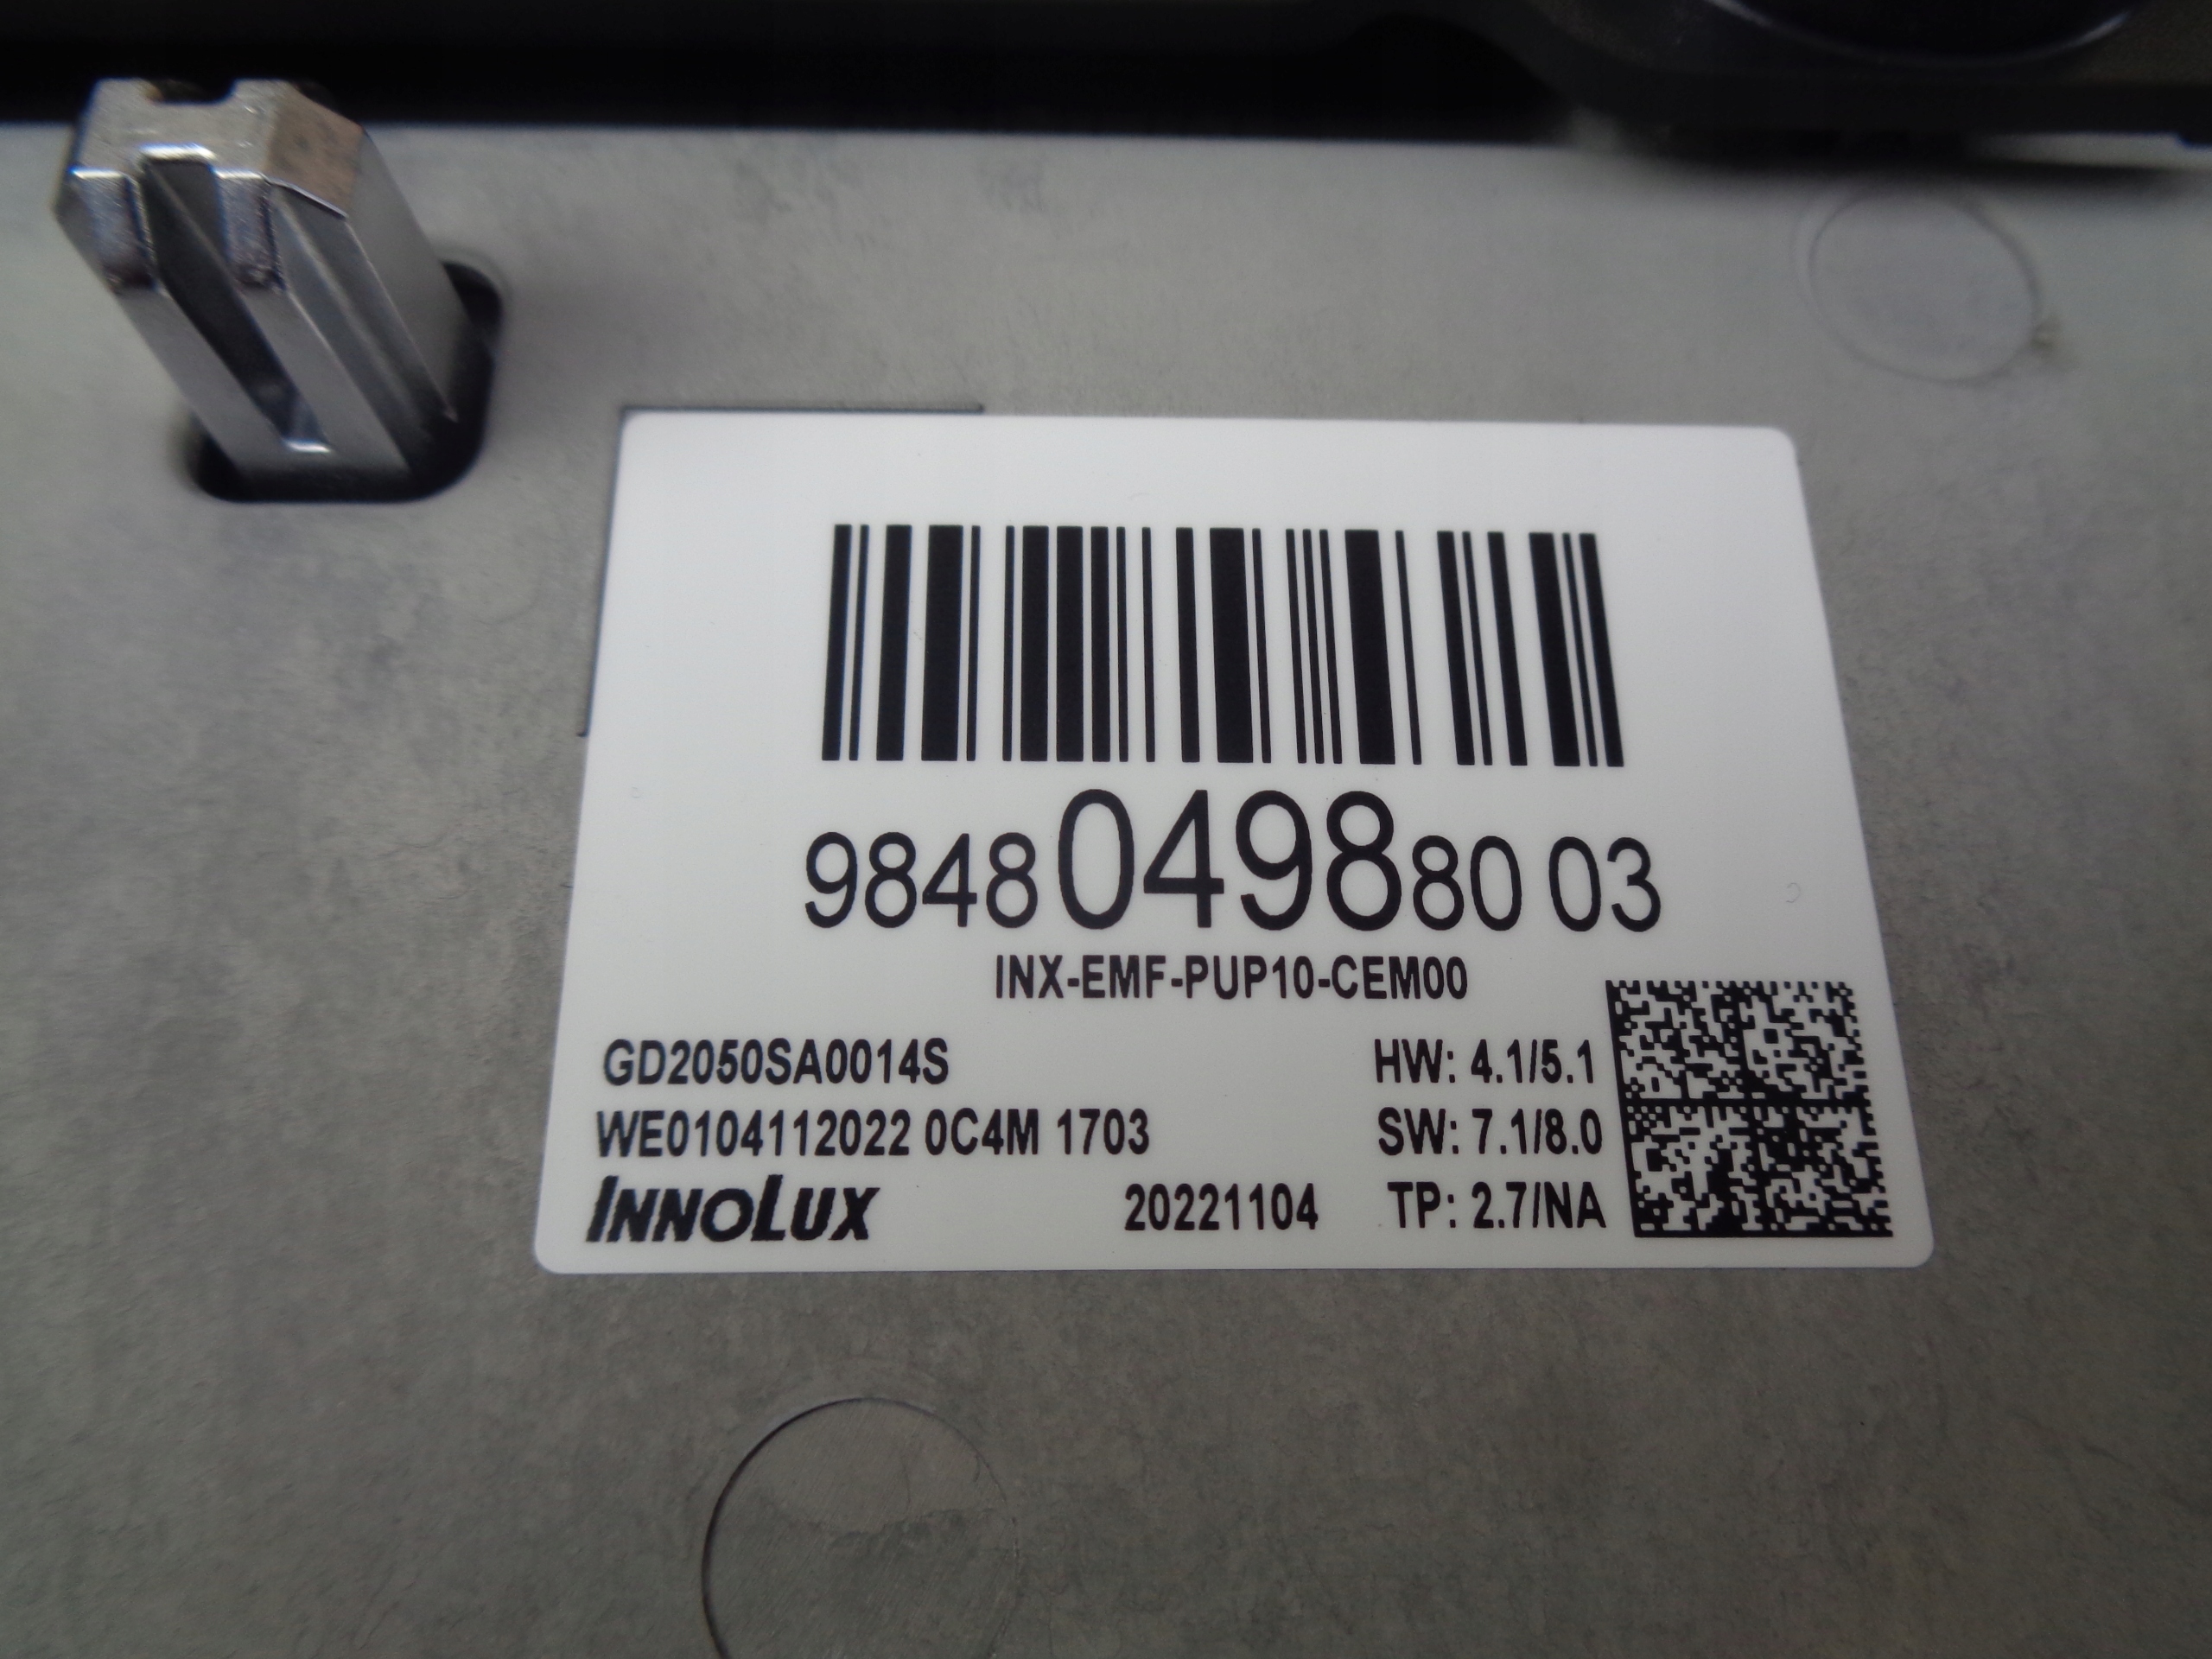 9848049880 03
INX-EMF-PUP10-CEM00
GD2050SA0014S
HW: 4.1/5.1
WE0104112022 0C4M 1703
SW: 7.1/8.0
INNOLUX
20221104
TP: 2.7/NA